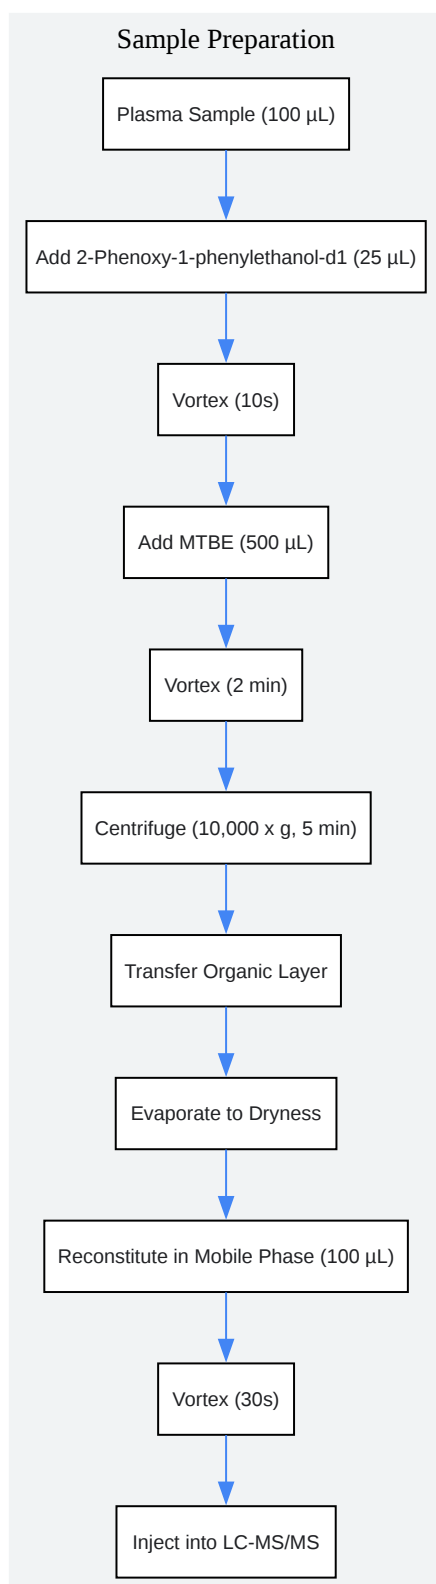 Sample Preparation
Plasma Sample (100 µL)
Add 2-Phenoxy-1-phenylethanol-d1 (25 µL)
Vortex (10s)
Add MTBE (500 µL)
Vortex (2 min)
Centrifuge (10,000 x g, 5 min)
Transfer Organic Layer
Evaporate to Dryness
Reconstitute in Mobile Phase (100 µL)
Vortex (30s)
Inject into LC-MS/MS